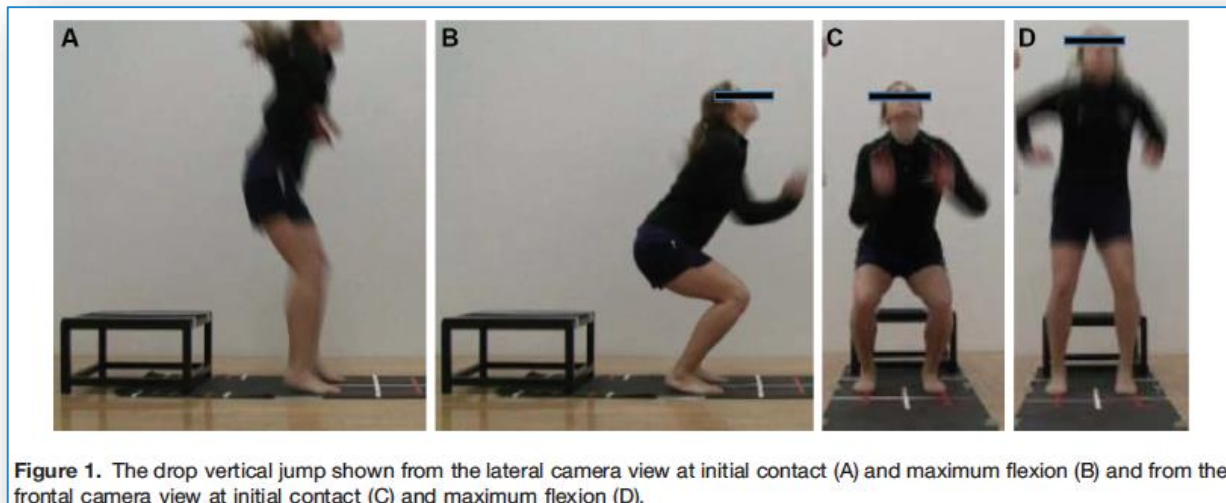 A
B
C
D
Figure 1. The drop vertical jump shown from the lateral camera view at initial contact (A) and maximum flexion (B) and from the
frontal camera view at initial contact (C) and maximum flexion (D).